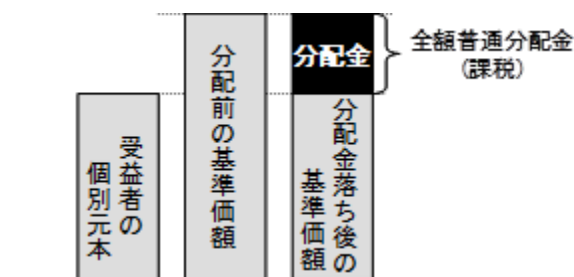 受益者の
個別元本
分配前の基準価額
分配金
分配金落ち後の
基準価額
全額普通分配金
(課税)